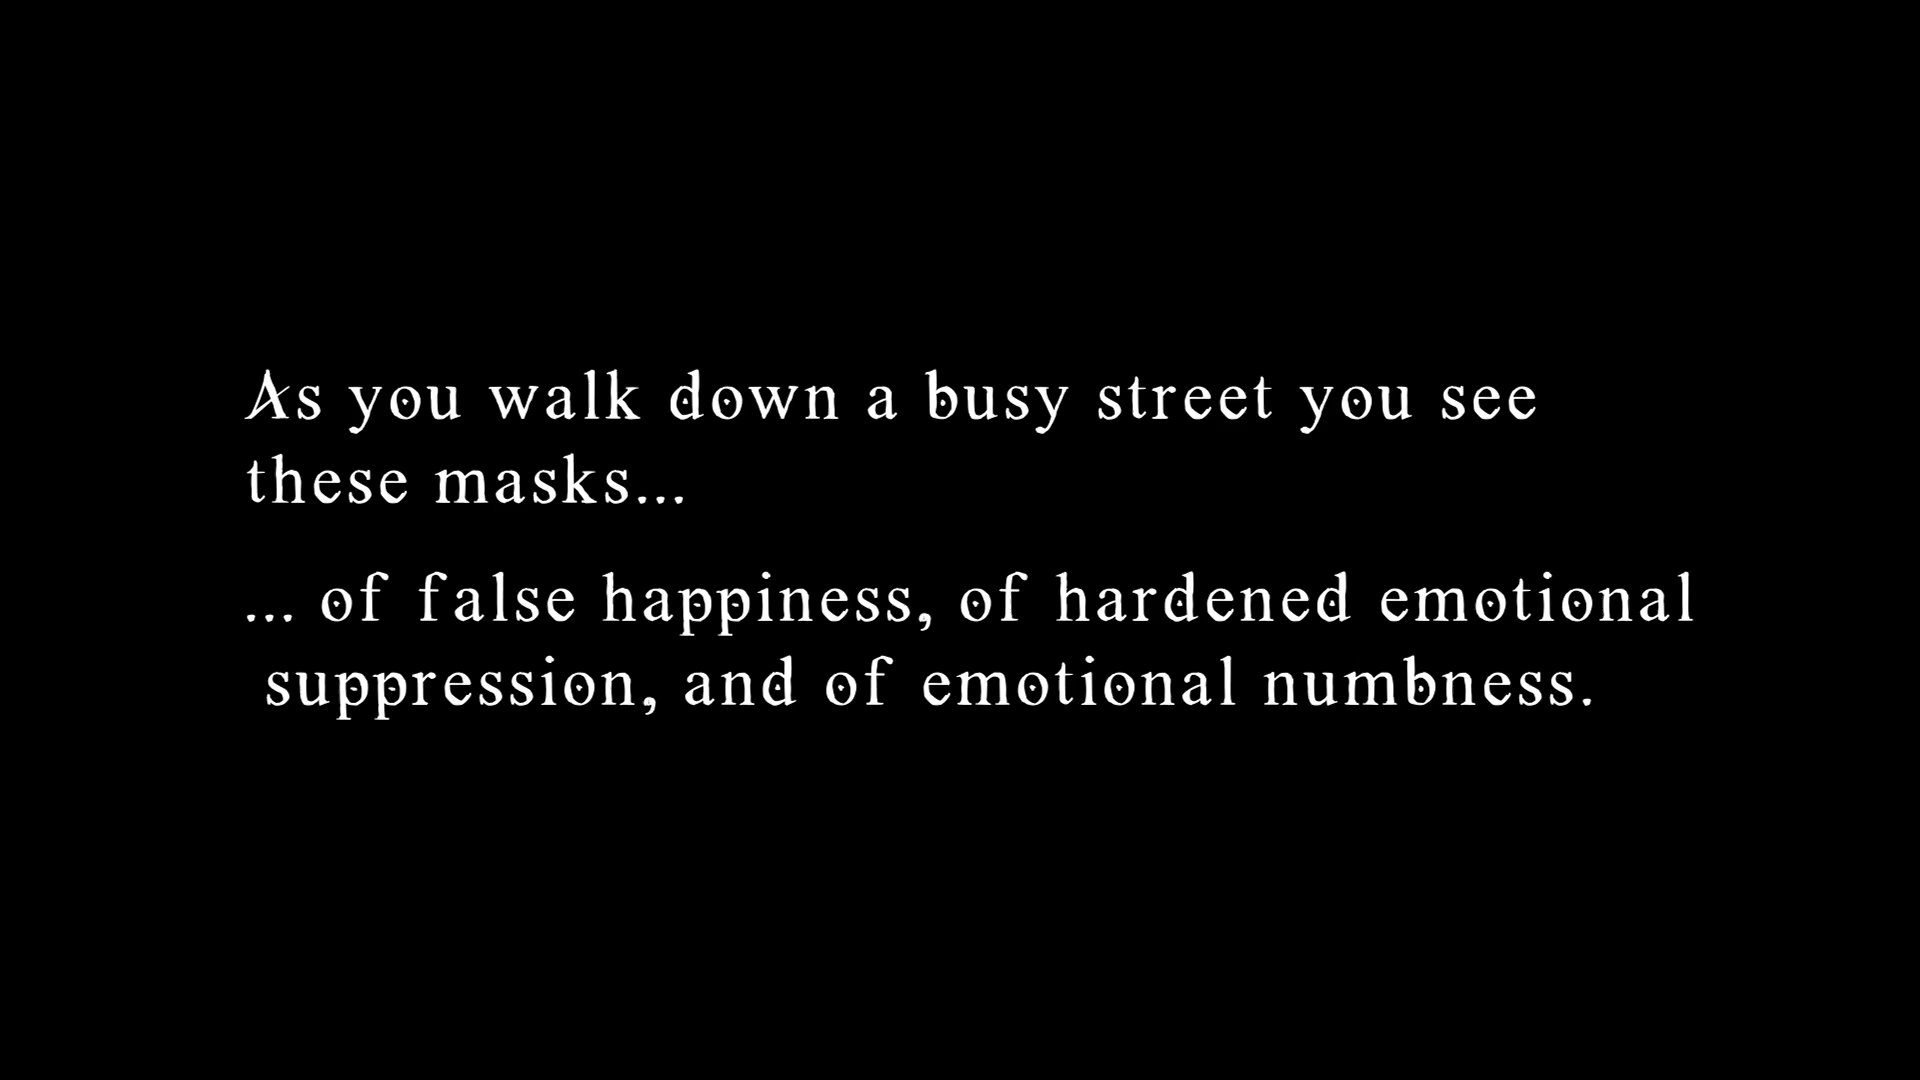 As you walk down a busy street you see
these masks...
... of false happiness, of hardened emotional
suppression, and of emotional numbness.